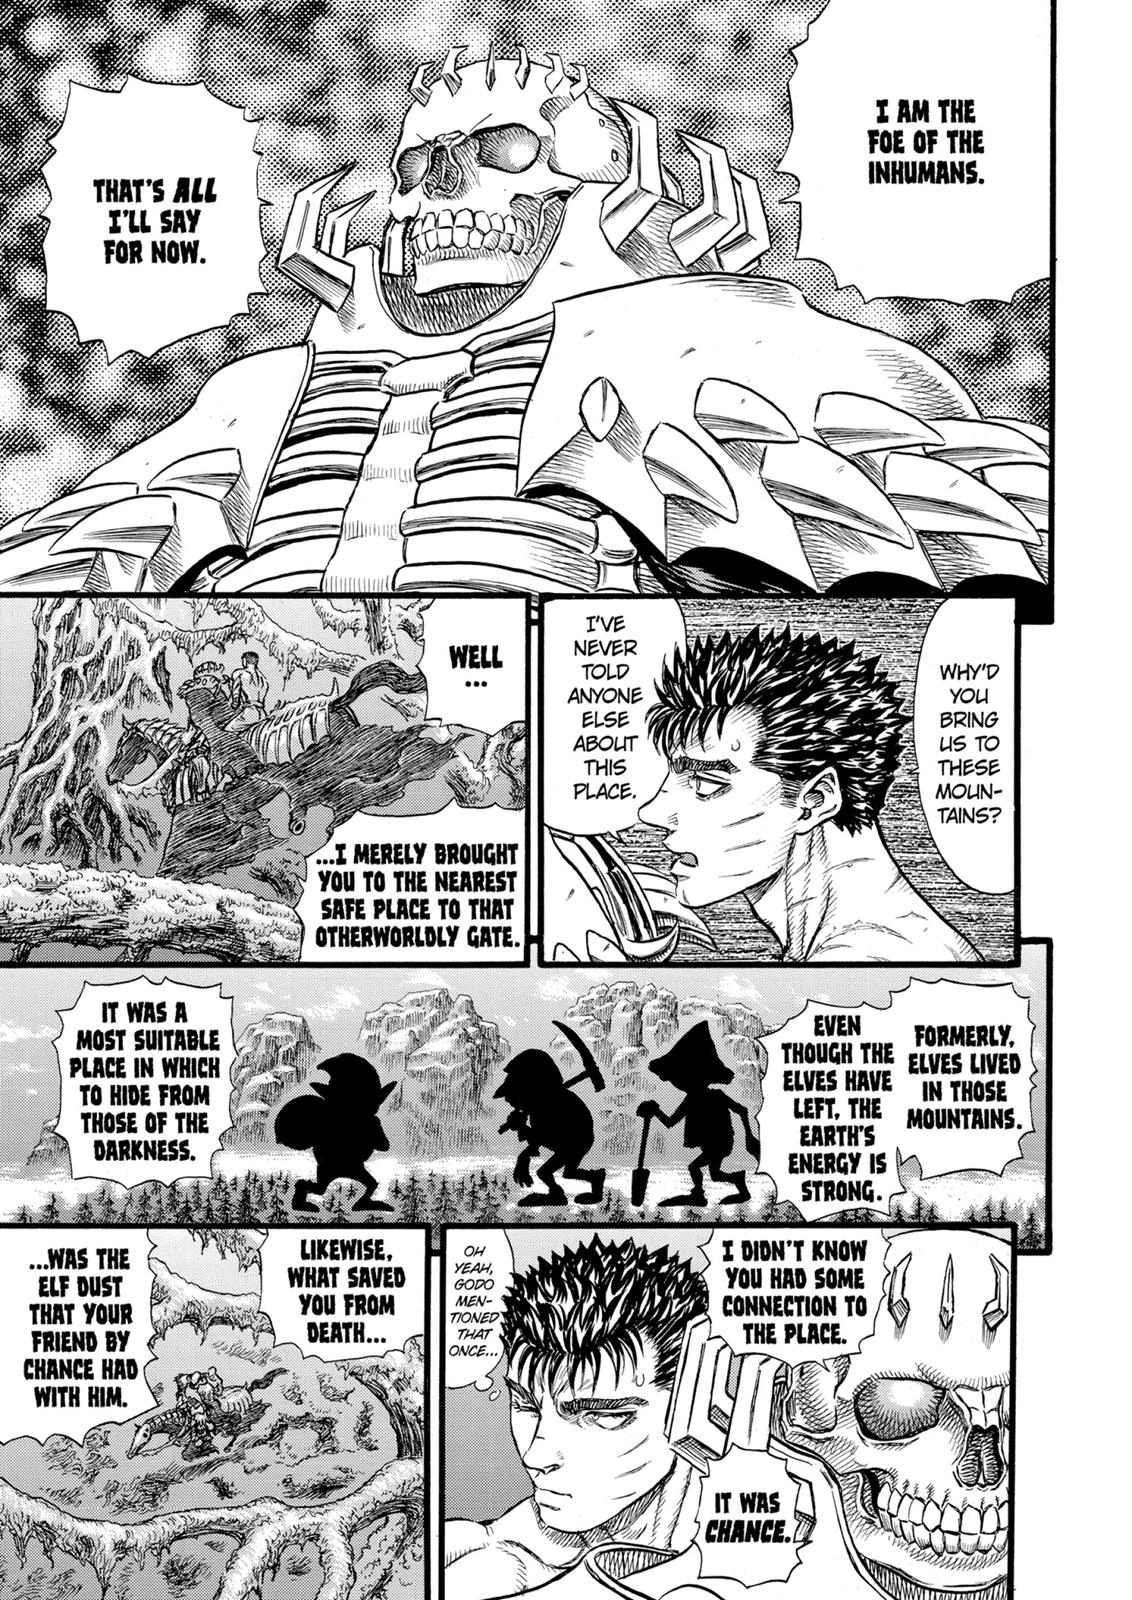 I AM THE
FOE OF THE
INHUMANS.
THAT'S ALL
I'LL SAY
FOR NOW.
WHY'D
YOU
BRING
US TO
THESE
MOUN-
TAINS?
I'VE
NEVER
TOLD
ANYONE
ELSE
ABOUT
THIS
PLACE.
WELL
...
...I MERELY BROUGHT
YOU TO THE NEAREST
SAFE PLACE TO THAT
OTHERWORLDLY GATE.
FORMERLY,
ELVES LIVED
IN THOSE
MOUNTAINS.
EVEN
THOUGH THE
ELVES HAVE
LEFT, THE
EARTH'S
ENERGY IS
STRONG.
IT WAS A
MOST SUITABLE
PLACE IN WHICH
TO HIDE FROM
THOSE OF THE
DARKNESS.
I DIDN'T KNOW
YOU HAD SOME
CONNECTION TO
THE PLACE.
IT WAS
CHANCE.
OH
YEAH,
GODO
MEN-
TIONED
THAT
ONCE...
LIKEWISE,
WHAT SAVED
YOU FROM
DEATH...
...WAS THE
ELF DUST
THAT YOUR
FRIEND BY
CHANCE HAD
WITH HIM.